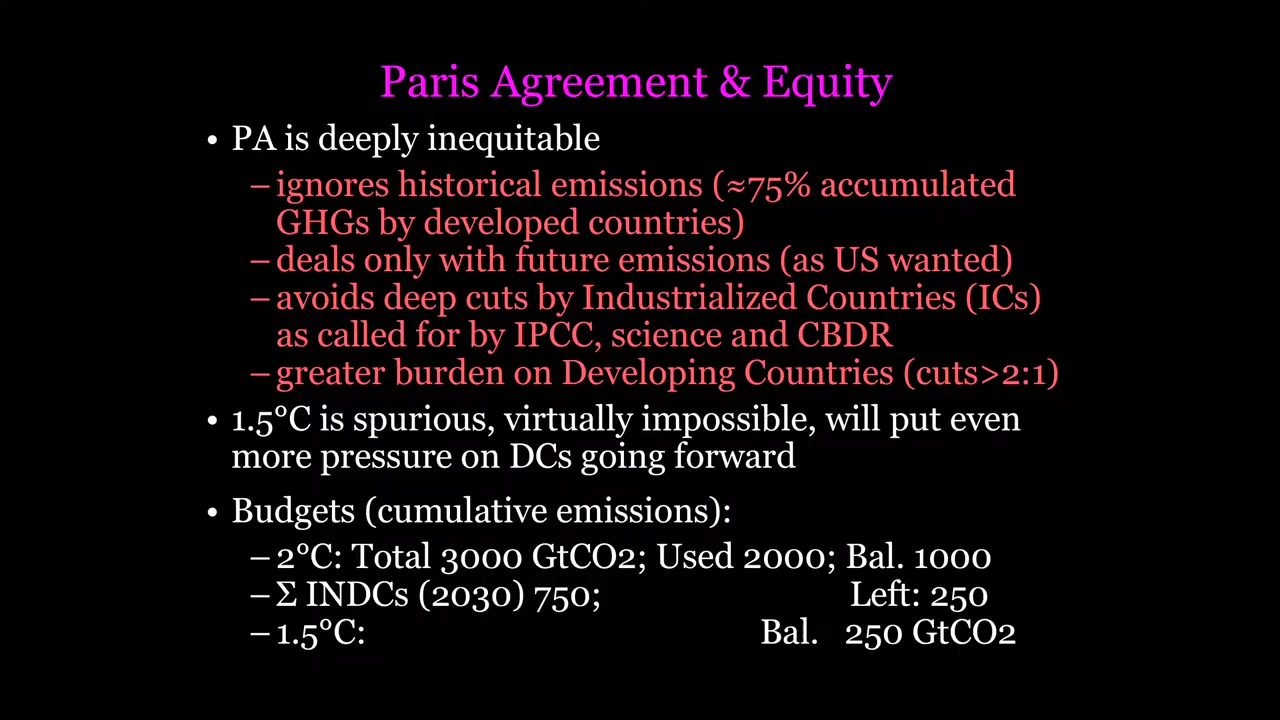 Paris Agreement & Equity
• PA is deeply inequitable
– ignores historical emissions (≈75% accumulated
GHGs by developed countries)
– deals only with future emissions (as US wanted)
– avoids deep cuts by Industrialized Countries (ICs)
as called for by IPCC, science and CBDR
– greater burden on Developing Countries (cuts>2:1)
• 1.5°C is spurious, virtually impossible, will put even
more pressure on DCs going forward
• Budgets (cumulative emissions):
– 2°C: Total 3000 GtCO2; Used 2000; Bal. 1000
– Σ INDCs (2030) 750; Left: 250
– 1.5°C: Bal. 250 GtCO2